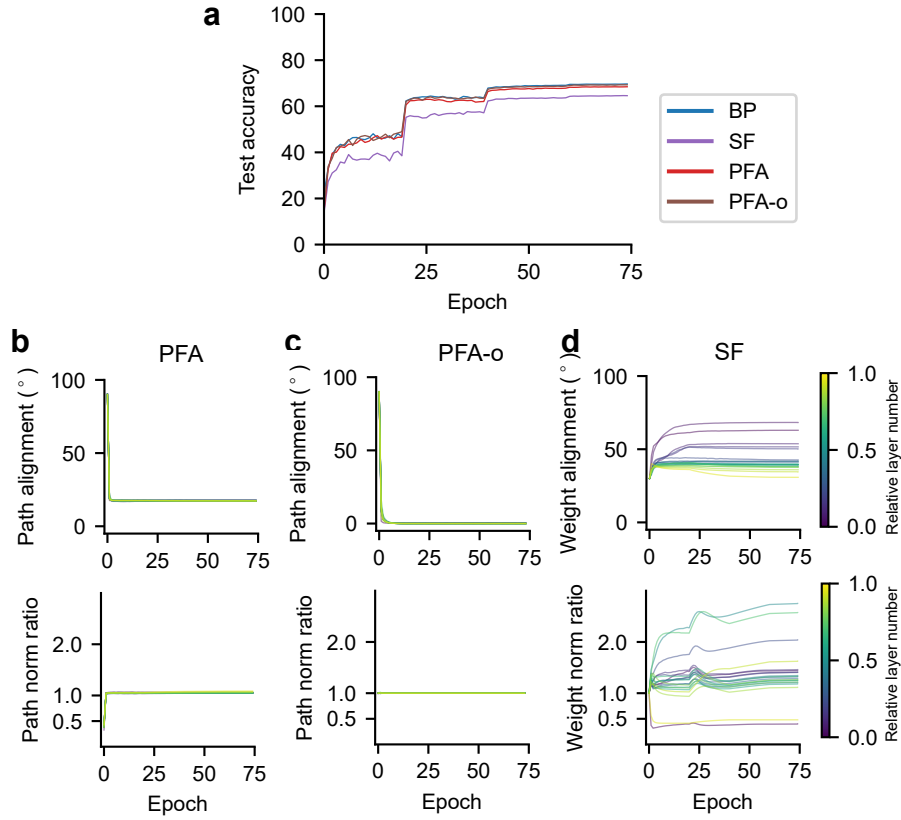 a
100
80
60
40
20
0
Test accuracy
0 25 50 75
Epoch
BP
SF
PFA
PFA-o
b
PFA
100
50
0
Path alignment (°)
0 25 50 75
2.0
1.0
0.5
Path norm ratio
0 25 50 75
Epoch
c
PFA-o
100
50
0
Path alignment (°)
0 25 50 75
2.0
1.0
0.5
Path norm ratio
0 25 50 75
Epoch
d
SF
100
50
0
Weight alignment (°)
0 25 50 75
1.0
0.5
0.0
Relative layer number
2.0
1.0
0.5
Weight norm ratio
0 25 50 75
Epoch
1.0
0.5
0.0
Relative layer number